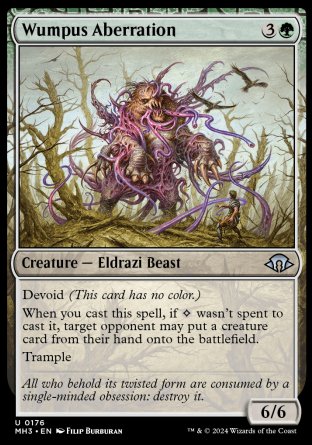 Wumpus Aberration 3
Creature — Eldrazi Beast
Devoid (This card has no color.)
When you cast this spell, if wasn't spent to
cast it, target opponent may put a creature
card from their hand onto the battlefield.
Trample
All who behold its twisted form are consumed by a
single-minded obsession: destroy it.
6/6
U 0176
MH3 • EN FILIP BURBURAN
™ & © 2024 Wizards of the Coast